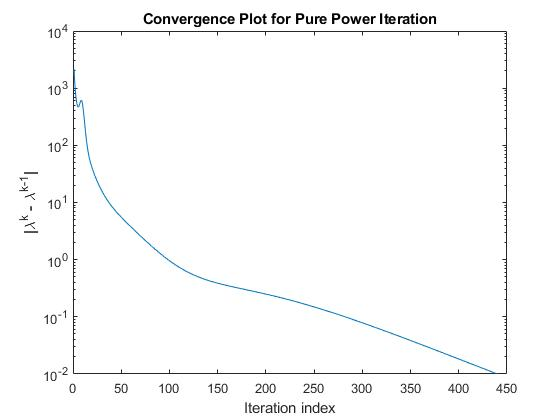 Convergence Plot for Pure Power Iteration
10^4
10^3
10^2
10^1
10^0
10^-1
10^-2
|λ^k - λ^k-1|
0 50 100 150 200 250 300 350 400 450
Iteration index